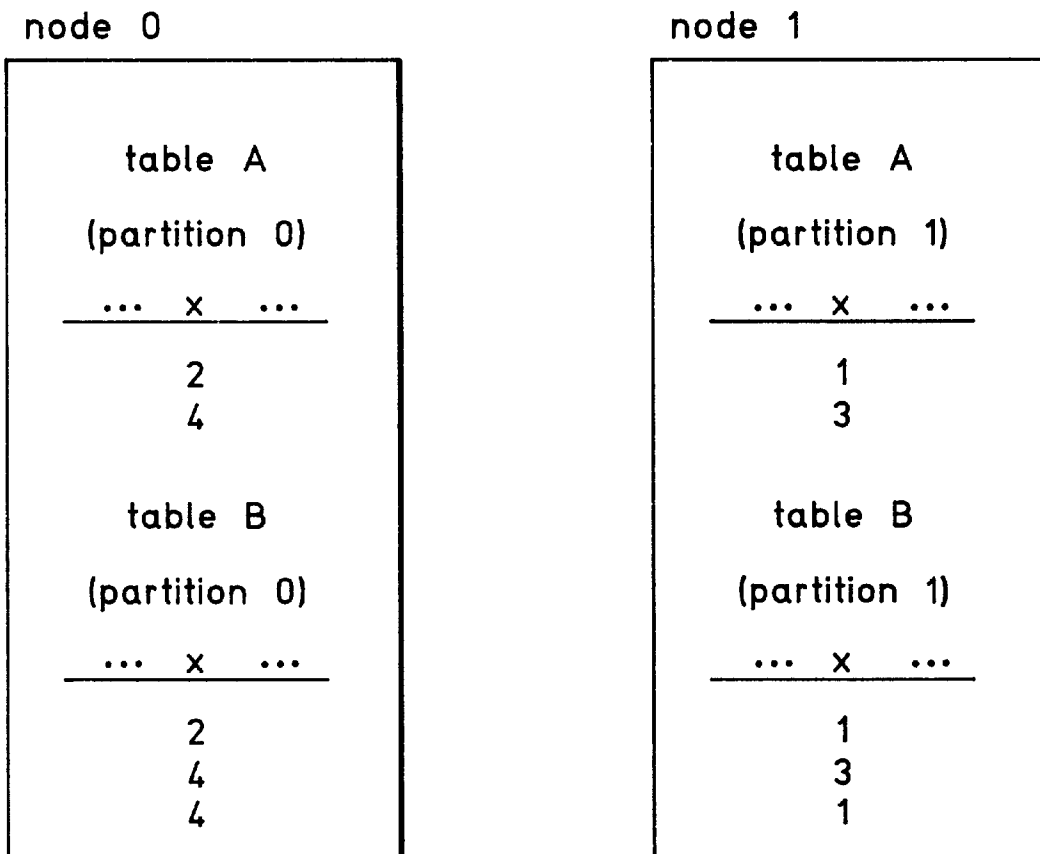 node 0
table A
(partition 0)
... x ...
2
4
table B
(partition 0)
... x ...
2
4
4
node 1
table A
(partition 1)
... x ...
1
3
table B
(partition 1)
... x ...
1
3
1